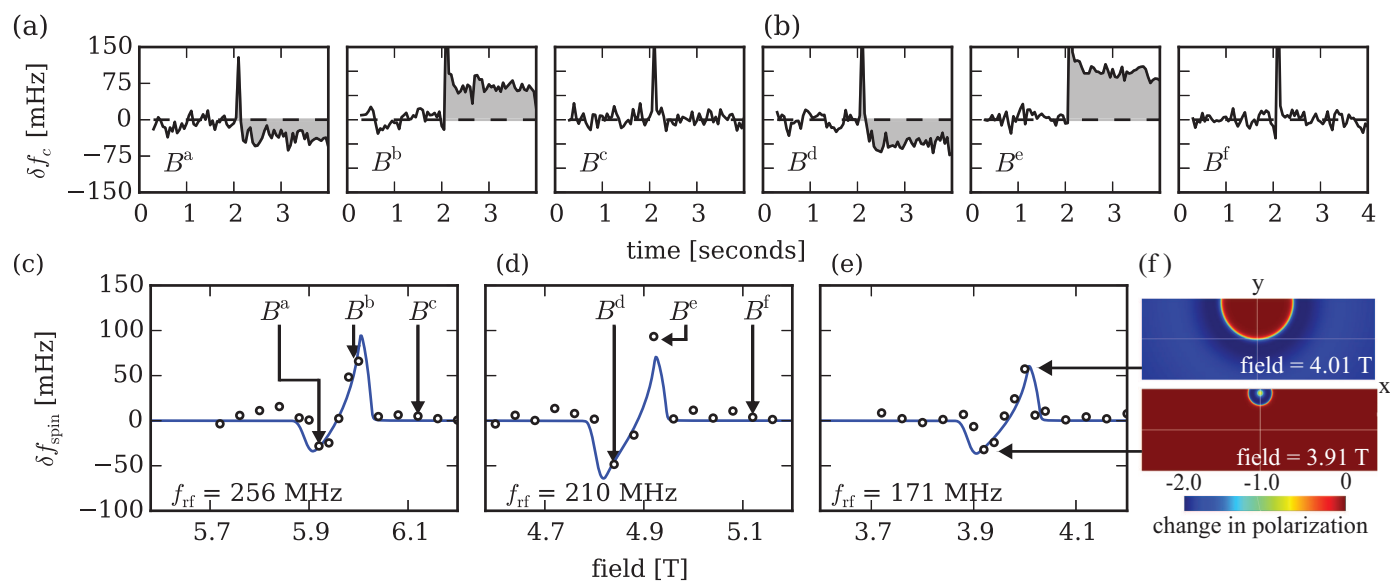 (a) (b)
150 75 0 −75 −150
δf_c [mHz]
B^a B^b B^c B^d B^e B^f
0 1 2 3 0 1 2 3 0 1 2 3 0 1 2 3 0 1 2 3 0 1 2 3 4
time [seconds]
(c) (d) (e) (f)
150 100 50 0 −50 −100
δf_spin [mHz]
B^a B^b B^c
f_rf = 256 MHz
5.7 5.9 6.1
B^d B^e B^f
f_rf = 210 MHz
4.7 4.9 5.1
f_rf = 171 MHz
3.7 3.9 4.1
field [T]
y
field = 4.01 T
x
field = 3.91 T
-2.0 -1.0 0
change in polarization